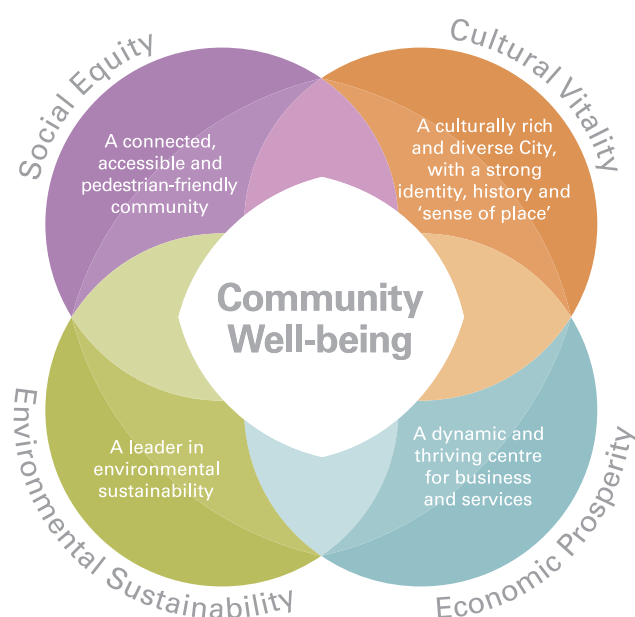 Social Equity
Cultural Vitality
A connected,
accessible and
pedestrian-friendly
community
A culturally rich
and diverse City,
with a strong
identity, history and
‘sense of place’
Community
Well-being
A leader in
environmental
sustainability
A dynamic and
thriving centre
for business
and services
Environmental Sustainability
Economic Prosperity